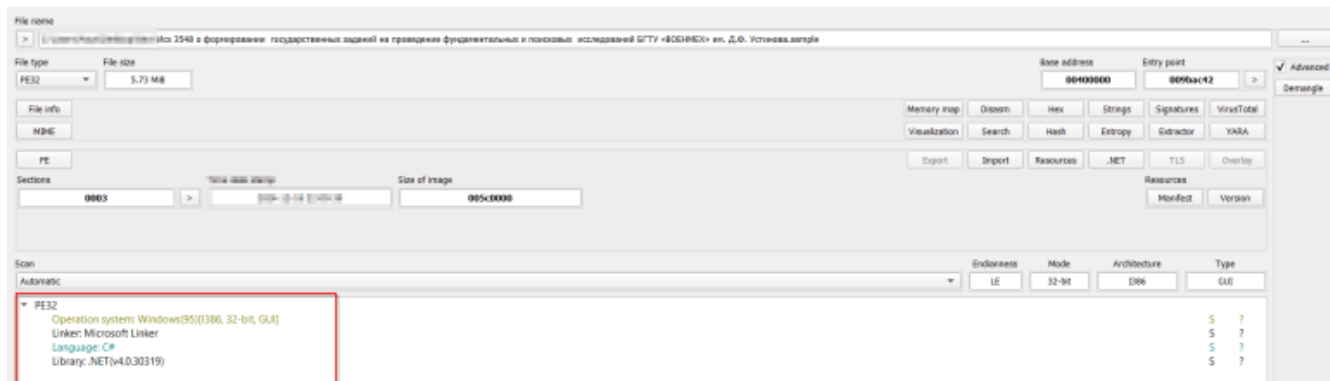 File name
> Исх 3548 о формировании государственных заданий на проведение фундаментальных и поисковых исследований БГТУ «ВОЕНМЕХ» им. Д.Ф. Устинова.sample ...
File type File size Base address Entry point
PE32 5.73 MiB 00400000 009bac42 > Advanced
Demangle
File info Memory map Disasm Hex Strings Signatures VirusTotal
MIME Visualization Search Hash Entropy Extractor YARA
PE Export Import Resources .NET TLS Overlay
Sections Time date stamp Size of image Resources
0003 > 005c0000 Manifest Version
Scan Endianness Mode Architecture Type
Automatic LE 32-bit I386 GUI
PE32
Operation system: Windows(95)[I386, 32-bit, GUI] S ?
Linker: Microsoft Linker S ?
Language: C# S ?
Library: .NET(v4.0.30319) S ?